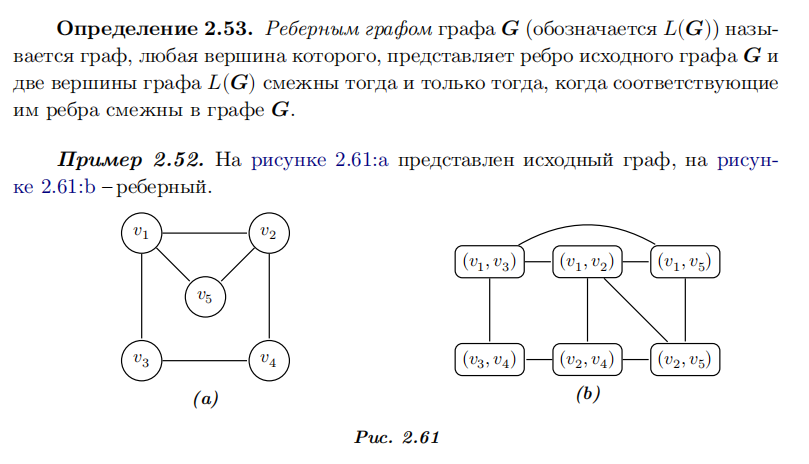 Определение 2.53. Реберным графом графа G (обозначается L(G)) назы-
вается граф, любая вершина которого, представляет ребро исходного графа G и
две вершины графа L(G) смежны тогда и только тогда, когда соответствующие
им ребра смежны в графе G.
Пример 2.52. На рисунке 2.61:a представлен исходный граф, на рисун-
ке 2.61:b – реберный.
v1 v2
v5
v3 v4
(a)
(v1, v3) (v1, v2) (v1, v5)
(v3, v4) (v2, v4) (v2, v5)
(b)
Рис. 2.61